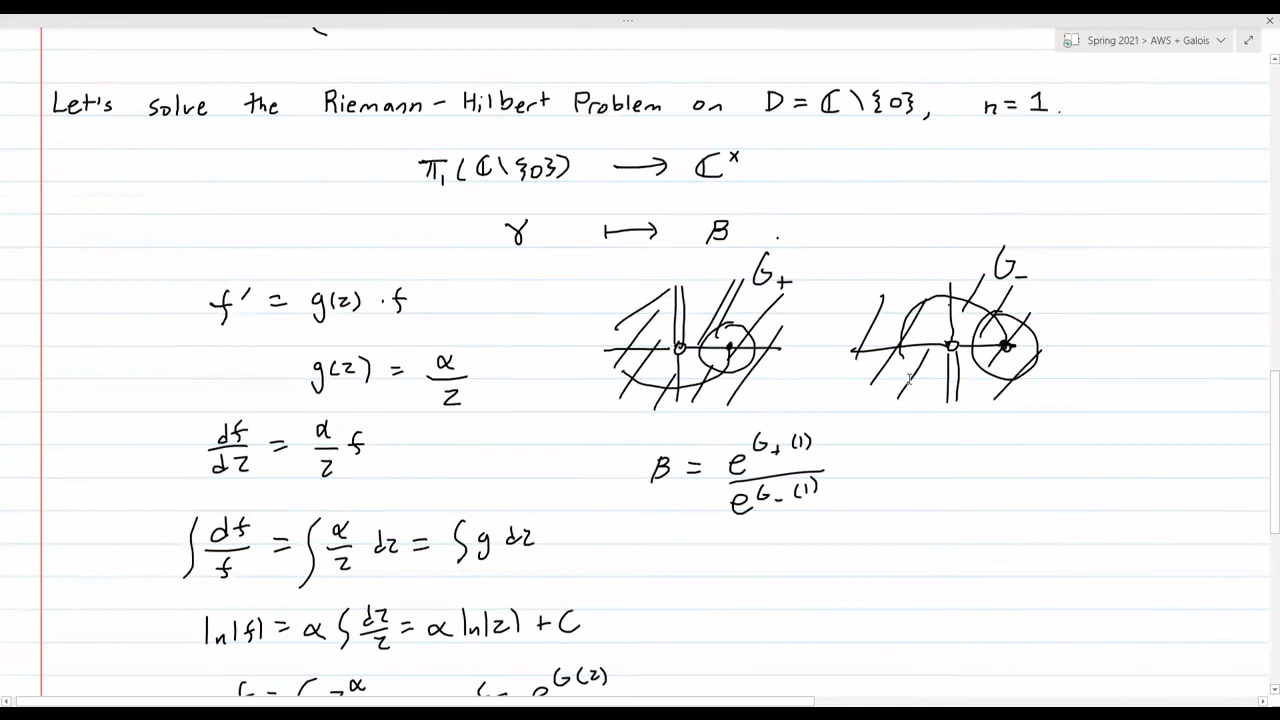 Spring 2021 > AWS + Galois
Let's solve the Riemann-Hilbert Problem on D = ℂ \ {0}, n = 1.
π₁(ℂ\{0}) ⟶ ℂ^×
γ ⟼ β .
G₊
G₋
f' = g(z) · f
g(z) = α/z
df/dz = α/z f
β = e^{G₊(1)} / e^{G₋(1)}
∫ df/f = ∫ α/z dz = ∫ g dz
ln|f| = α ∫ dz/z = α ln|z| + C
e^{G(z)}